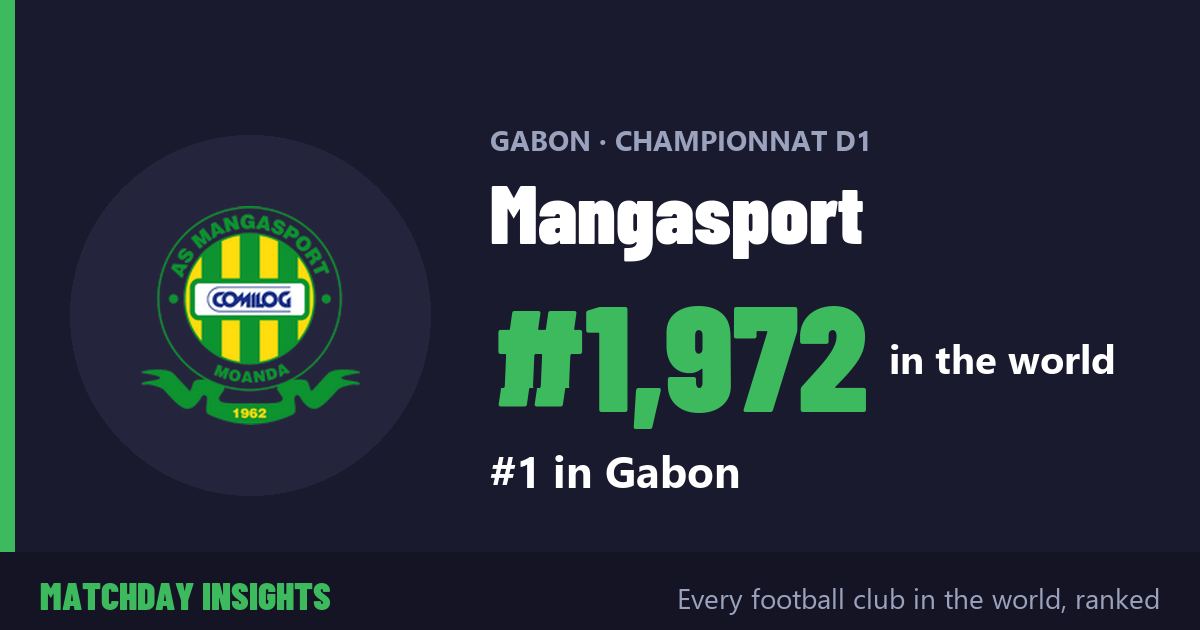 AS MANGASPORT
COMILOG
MOANDA
1962
GABON · CHAMPIONNAT D1
Mangasport
#1,972 in the world
#1 in Gabon
MATCHDAY INSIGHTS
Every football club in the world, ranked